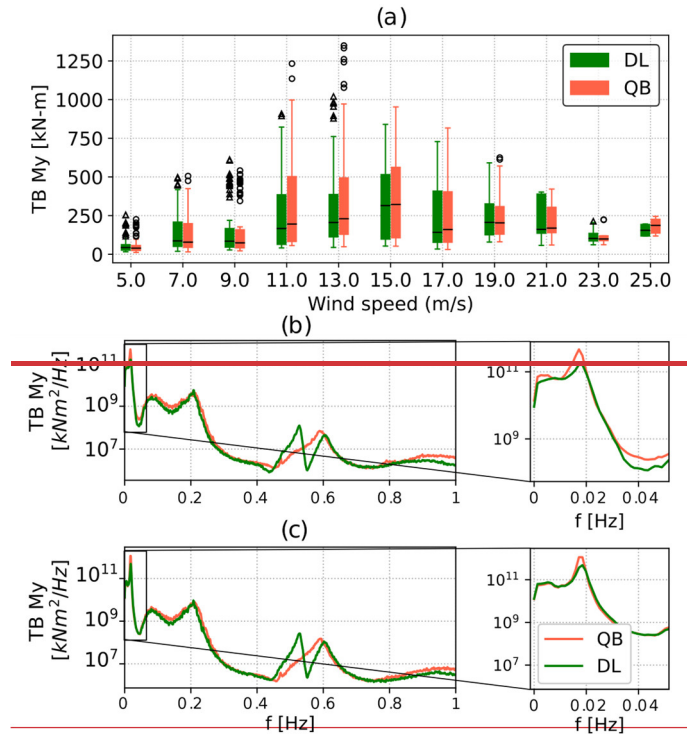 (a)
TB My [kN-m]
1250
1000
750
500
250
0
DL
QB
5.0 7.0 9.0 11.0 13.0 15.0 17.0 19.0 21.0 23.0 25.0
Wind speed (m/s)
(b)
TB My
[kNm²/Hz]
10¹¹
10⁹
10⁷
0 0.2 0.4 0.6 0.8 1
10¹¹
10⁹
0 0.02 0.04
f [Hz]
(c)
TB My
[kNm²/Hz]
10¹¹
10⁹
10⁷
0 0.2 0.4 0.6 0.8 1
f [Hz]
10¹¹
10⁹
10⁷
QB
DL
0 0.02 0.04
f [Hz]